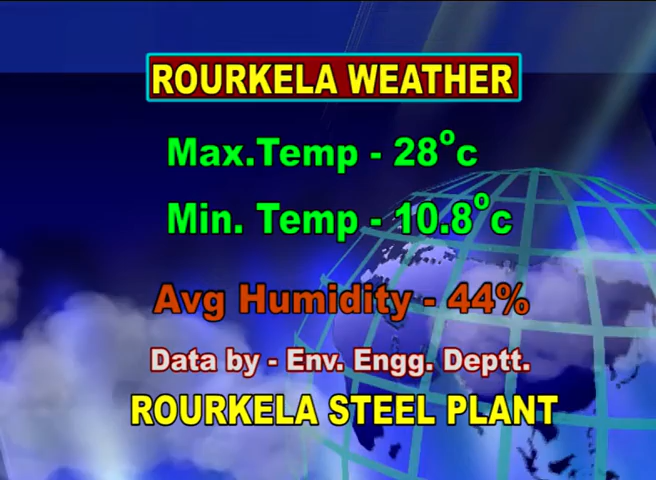 ROURKELA WEATHER
Max.Temp - 28°c
Min. Temp - 10.8°c
Avg Humidity - 44%
Data by - Env. Engg. Deptt.
ROURKELA STEEL PLANT